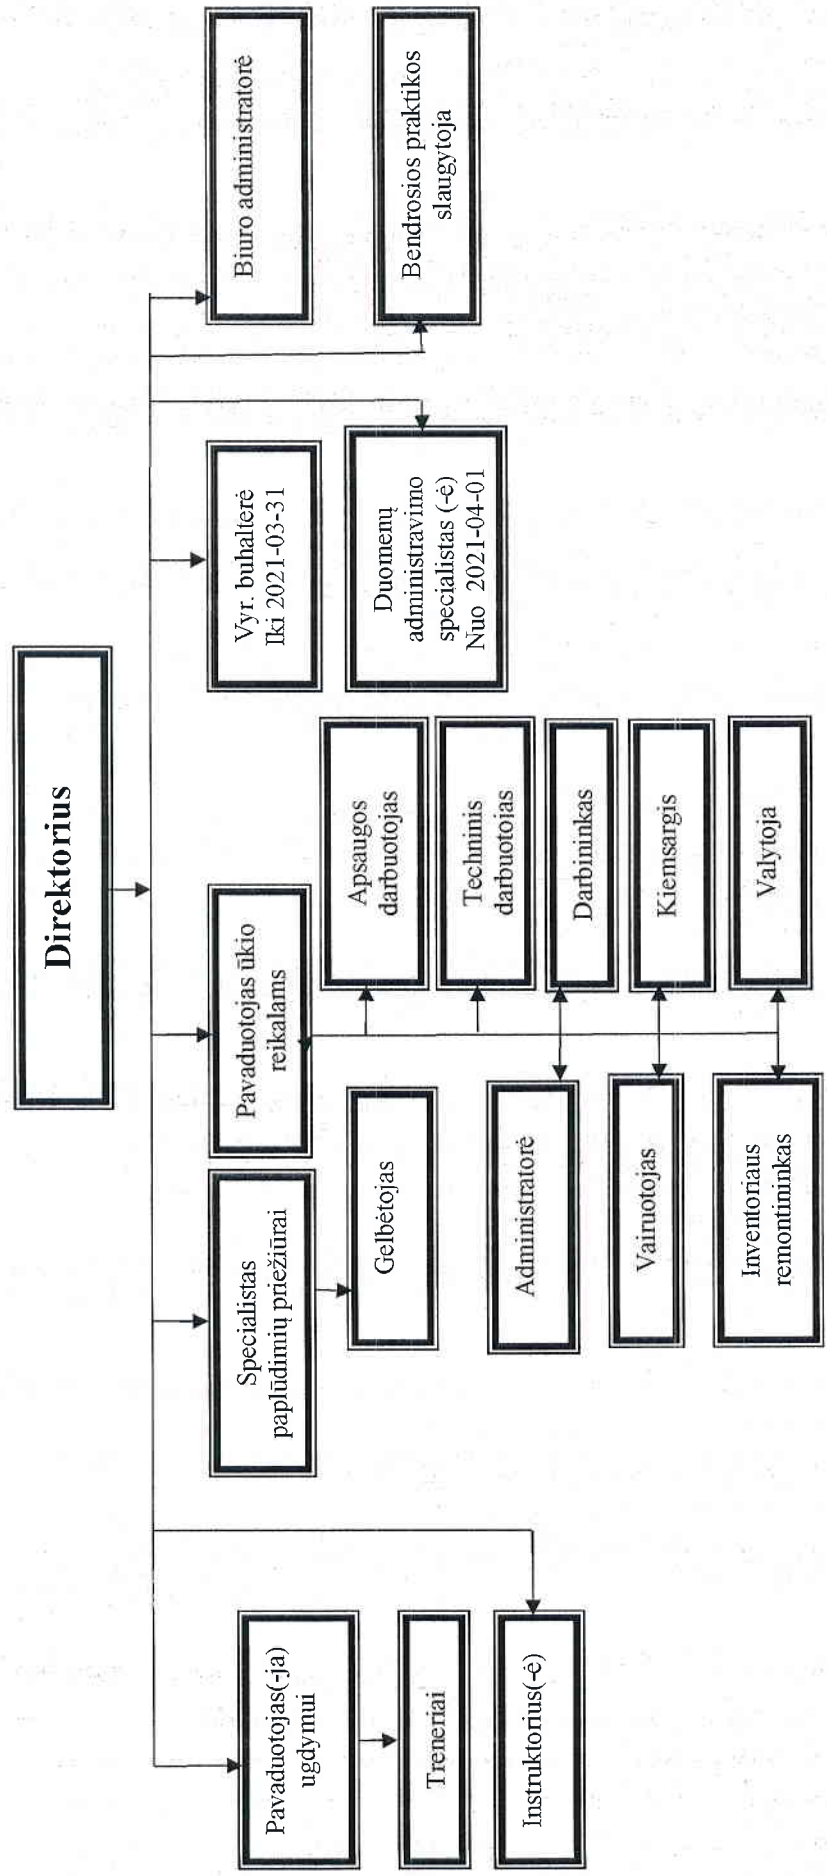 Direktorius
Pavaduotojas(-ja)
ugdymui
Treneriai
Instruktorius(-ė)
Specialistas
paplūdimių priežiūrai
Gelbėtojas
Pavaduotojas ūkio
reikalams
Administratorė
Vairuotojas
Inventoriaus
remontininkas
Apsaugos
darbuotojas
Techninis
darbuotojas
Darbininkas
Kiemsargis
Valytoja
Vyr. buhalterė
Iki 2021-03-31
Duomenų
administravimo
specialistas (-ė)
Nuo 2021-04-01
Biuro administratorė
Bendrosios praktikos
slaugytoja